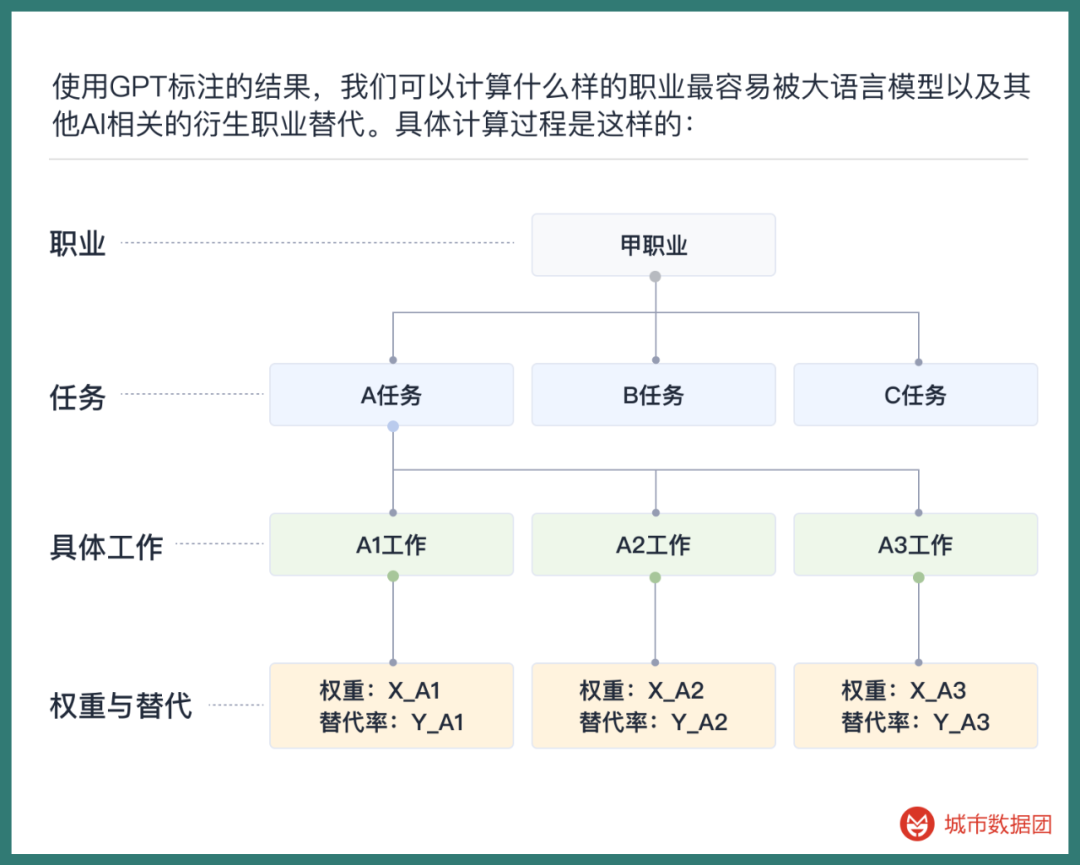 使用GPT标注的结果，我们可以计算什么样的职业最容易被大语言模型以及其
他AI相关的衍生职业替代。具体计算过程是这样的：
职业
甲职业
任务
A任务
B任务
C任务
具体工作
A1工作
A2工作
A3工作
权重与替代
权重：X_A1
替代率：Y_A1
权重：X_A2
替代率：Y_A2
权重：X_A3
替代率：Y_A3
城市数据团